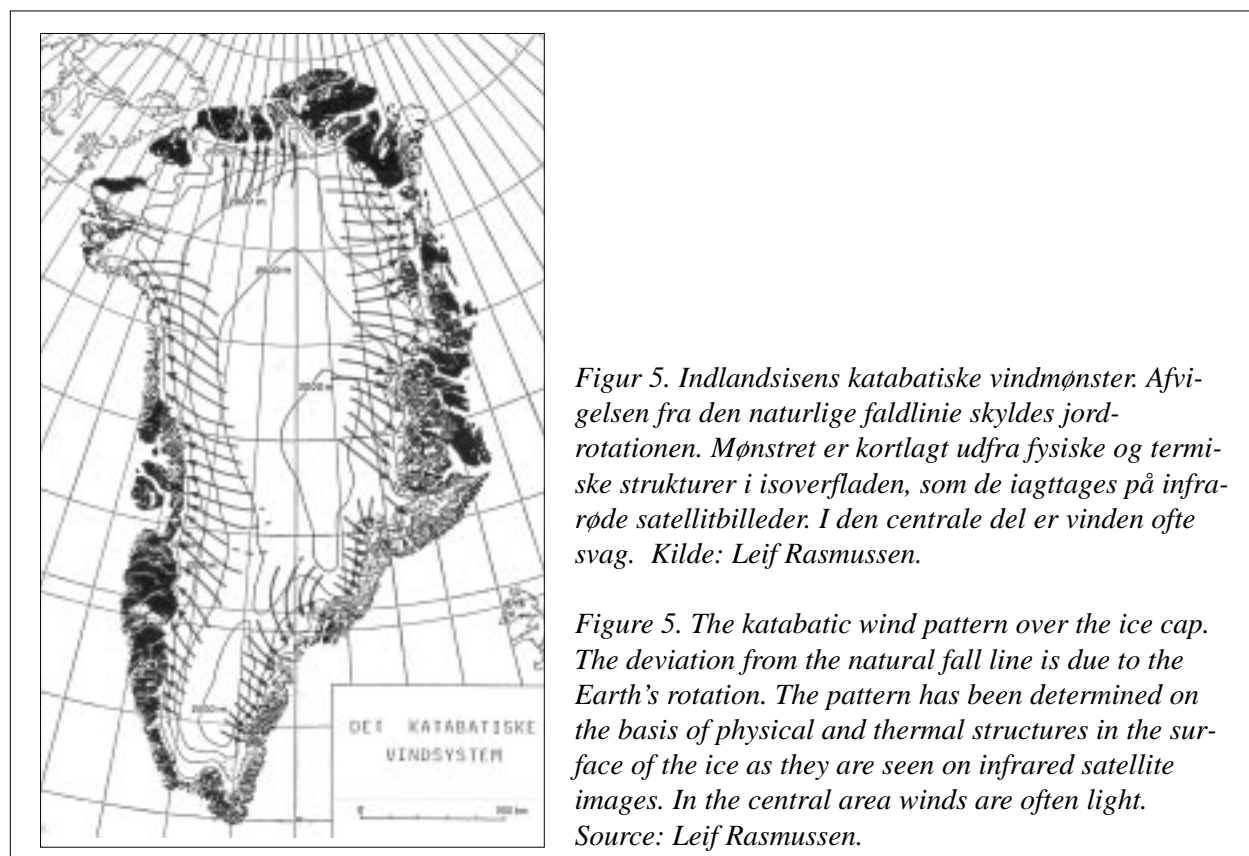 DET KATABATISKE
VINDSYSTEM
0
Figur 5. Indlandsisens katabatiske vindmønster. Afvi-
gelsen fra den naturlige faldlinie skyldes jord-
rotationen. Mønstret er kortlagt udfra fysiske og termi-
ske strukturer i isoverfladen, som de iagttages på infra-
røde satellitbilleder. I den centrale del er vinden ofte
svag. Kilde: Leif Rasmussen.
Figure 5. The katabatic wind pattern over the ice cap.
The deviation from the natural fall line is due to the
Earth's rotation. The pattern has been determined on
the basis of physical and thermal structures in the sur-
face of the ice as they are seen on infrared satellite
images. In the central area winds are often light.
Source: Leif Rasmussen.